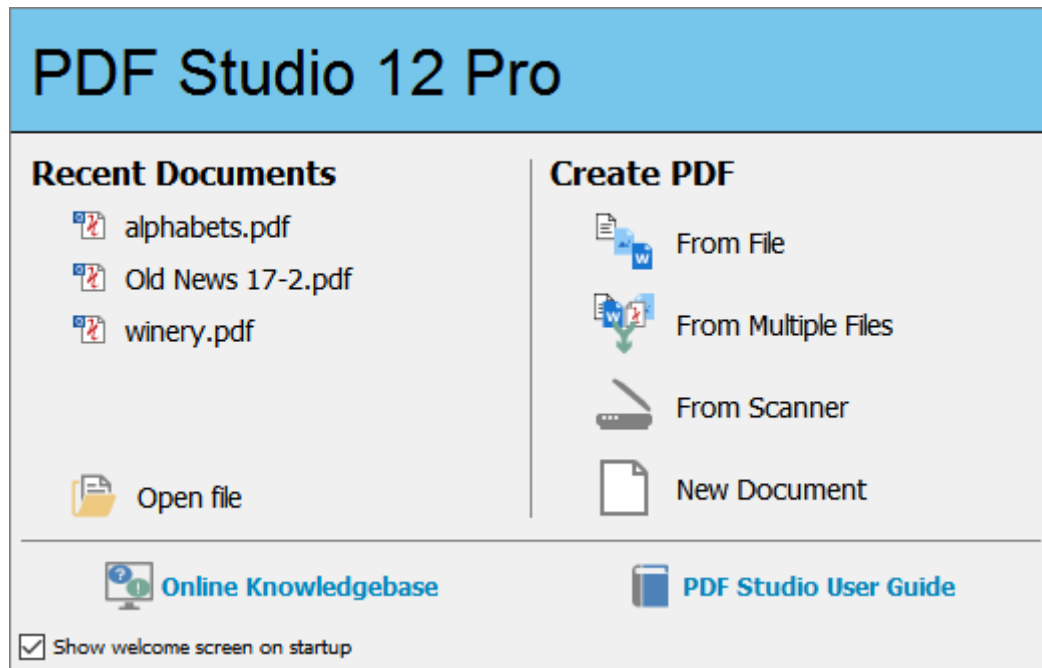 PDF Studio 12 Pro
Recent Documents
alphabets.pdf
Old News 17-2.pdf
winery.pdf
Open file
Create PDF
From File
From Multiple Files
From Scanner
New Document
Online Knowledgebase
PDF Studio User Guide
Show welcome screen on startup